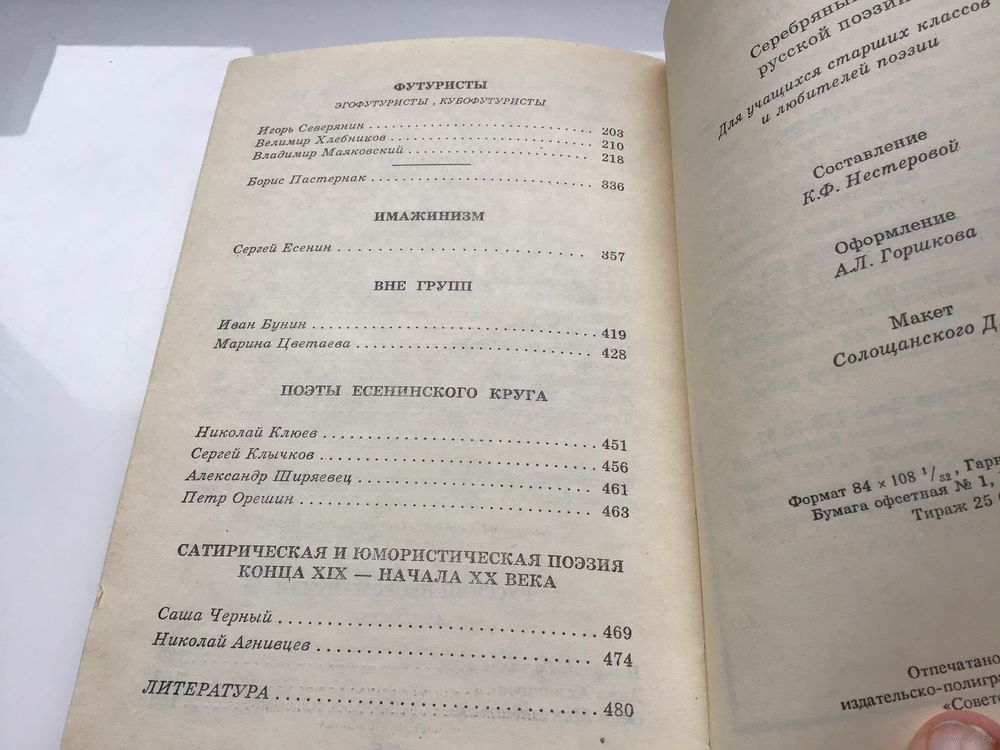 ФУТУРИСТЫ
ЭГОФУТУРИСТЫ , КУБОФУТУРИСТЫ
Игорь Северянин 203
Велимир Хлебников 210
Владимир Маяковский 218
Борис Пастернак 336
ИМАЖИНИЗМ
Сергей Есенин 357
ВНЕ ГРУПП
Иван Бунин 419
Марина Цветаева 428
ПОЭТЫ ЕСЕНИНСКОГО КРУГА
Николай Клюев 451
Сергей Клычков 456
Александр Ширяевец 461
Петр Орешин 463
САТИРИЧЕСКАЯ И ЮМОРИСТИЧЕСКАЯ ПОЭЗИЯ
КОНЦА XIX — НАЧАЛА XX ВЕКА
Саша Черный 469
Николай Агнивцев 474
ЛИТЕРАТУРА 480
русской поэзии
Для учащихся старших классов
и любителей поэзии
Составление
К.Ф. Нестеровой
Оформление
А.Л. Горшкова
Макет
Солощанского Д.
Формат 84 × 108 1/32, Гарн
Бумага офсетная № 1,
Тираж 25
Отпечатано
издательско-полигра
«Совет